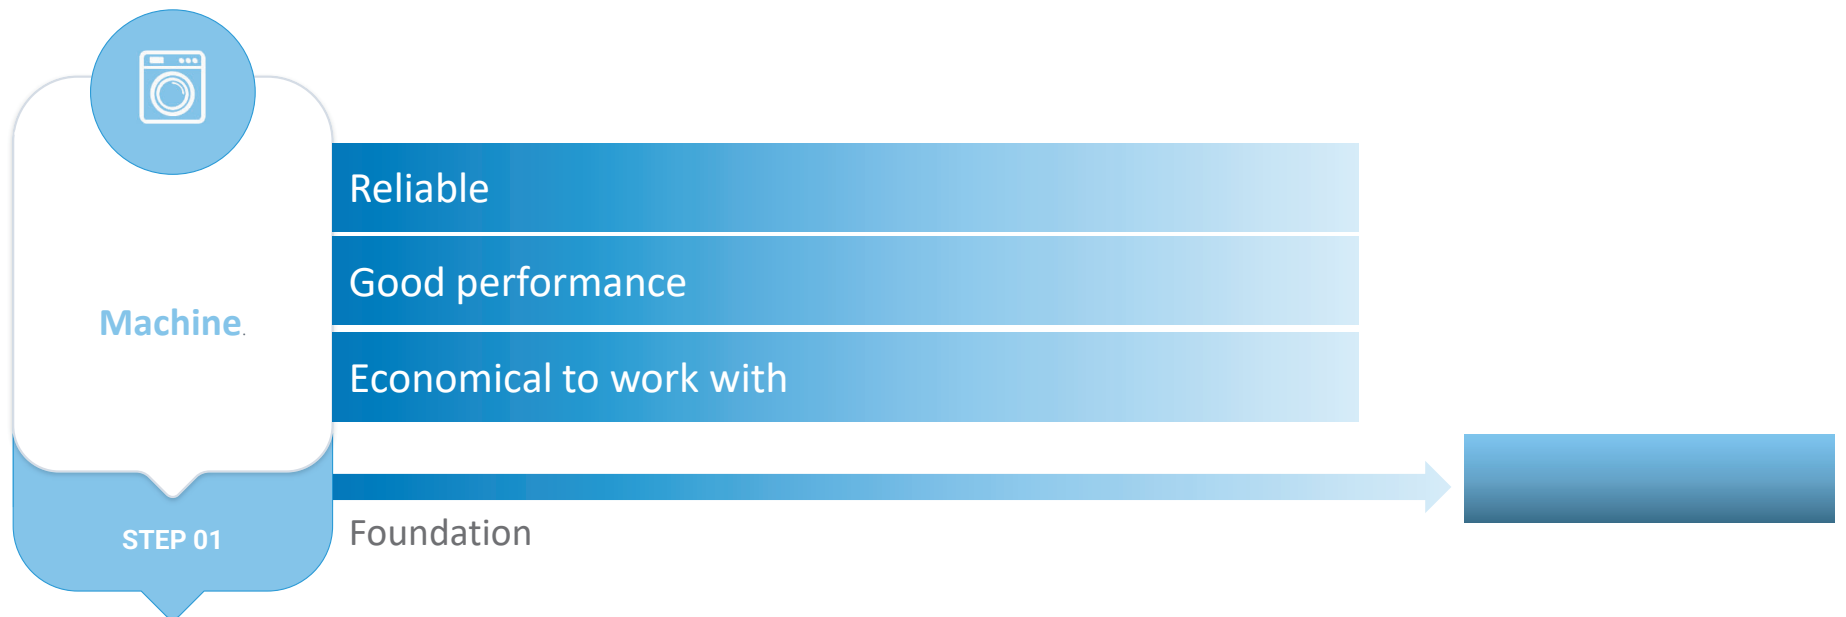 Reliable
Good performance
Machine.
Economical to work with
STEP 01
Foundation